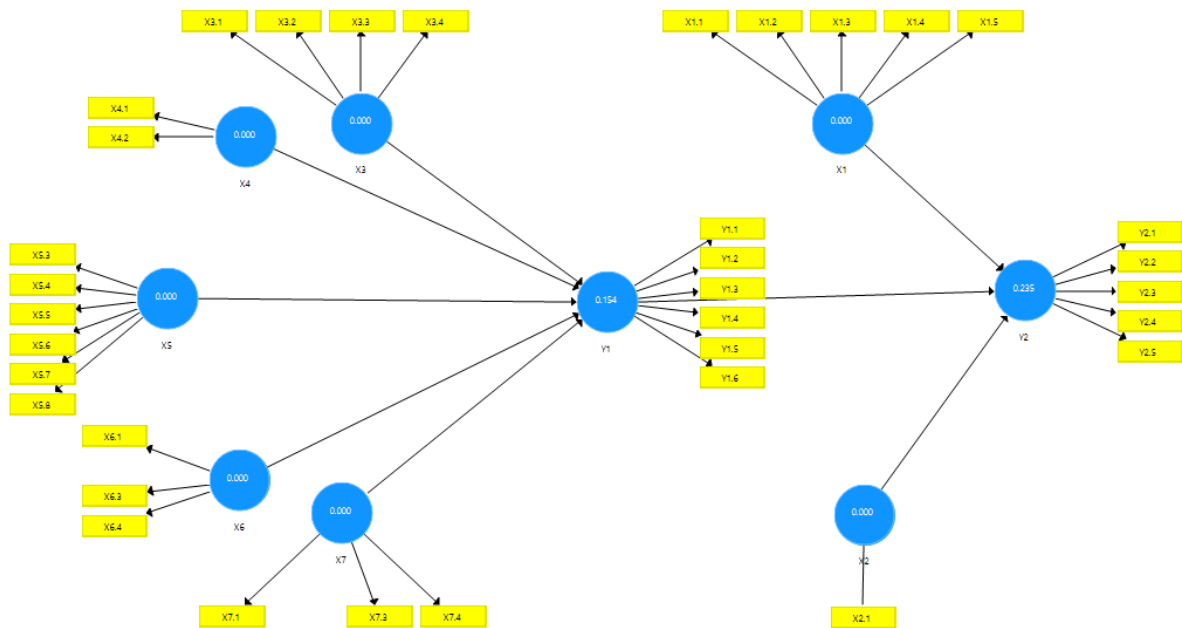 X3.1 X3.2 X3.3 X3.4 X1.1 X1.2 X1.3 X1.4 X1.5
X4.1
X4.2
0.000
X4
0.000
X3
0.000
X1
X5.3
X5.4
X5.5
X5.6
X5.7
X5.8
0.000
X5
0.154
Y1
Y1.1
Y1.2
Y1.3
Y1.4
Y1.5
Y1.6
0.235
Y2
Y2.1
Y2.2
Y2.3
Y2.4
Y2.5
X6.1
X6.3
X6.4
0.000
X6
0.000
X7
0.000
X2
X7.1 X7.3 X7.4 X2.1